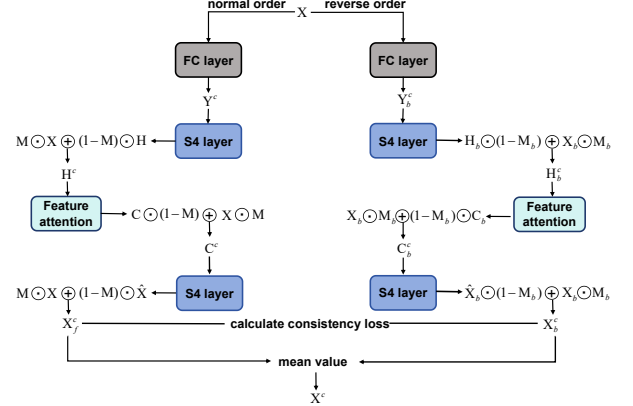 normal order X reverse order
FC layer FC layer
Y^c Y_b^c
S4 layer S4 layer
M⊙X⊕(1−M)⊙H H_b⊙(1−M_b)⊕X_b⊙M_b
H^c H_b^c
Feature attention Feature attention
C⊙(1−M)⊕X⊙M X_b⊙M_b⊕(1−M_b)⊙C_b
C^c C_b^c
S4 layer S4 layer
M⊙X⊕(1−M)⊙X̂ X̂_b⊙(1−M_b)⊕X_b⊙M_b
X_f^c calculate consistency loss X_b^c
mean value
X^c